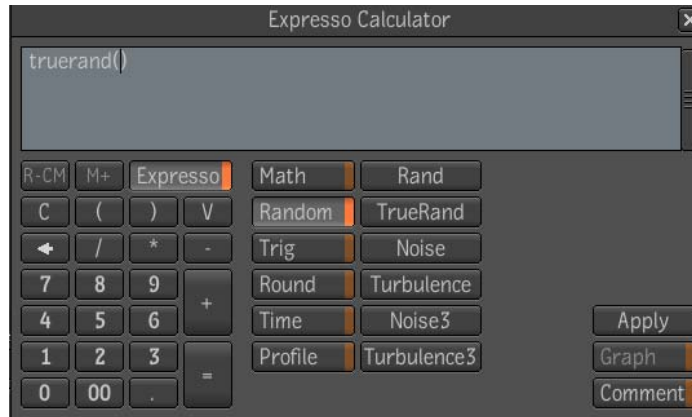 Expresso Calculator
truerand()
R-CM M+ Expresso Math Rand
C ( ) V Random TrueRand
/ * - Trig Noise
7 8 9 + Round Turbulence
4 5 6 Time Noise3 Apply
1 2 3 = Profile Turbulence3 Graph
0 00 . Comment